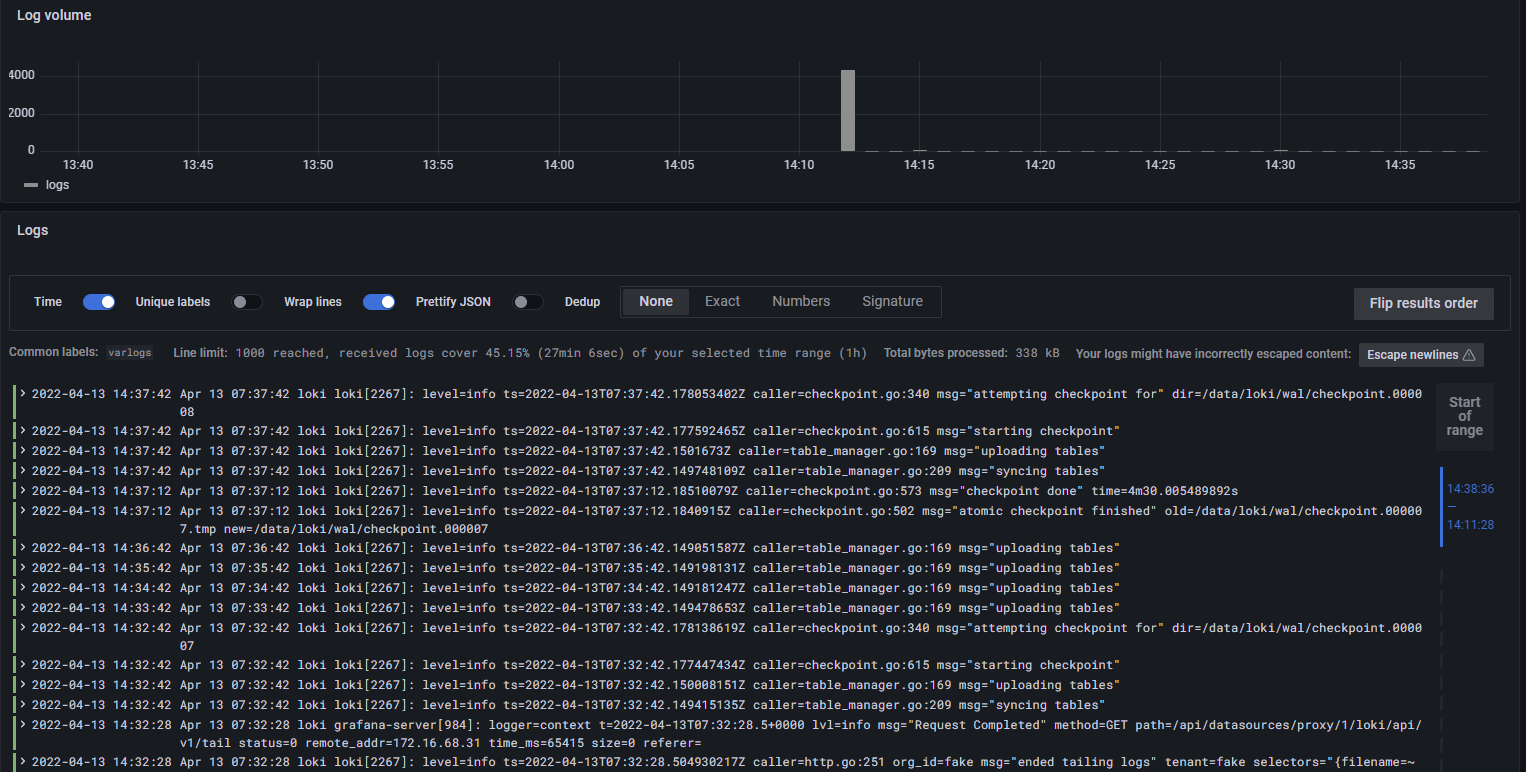 Log volume
4000
2000
0
13:40 13:45 13:50 13:55 14:00 14:05 14:10 14:15 14:20 14:25 14:30 14:35
logs
Logs
Time Unique labels Wrap lines Prettify JSON Dedup None Exact Numbers Signature Flip results order
Common labels: varlogs Line limit: 1000 reached, received logs cover 45.15% (27min 6sec) of your selected time range (1h) Total bytes processed: 338 kB Your logs might have incorrectly escaped content: Escape newlines
2022-04-13 14:37:42 Apr 13 07:37:42 loki loki[2267]: level=info ts=2022-04-13T07:37:42.178053402Z caller=checkpoint.go:340 msg="attempting checkpoint for" dir=/data/loki/wal/checkpoint.0000
08
2022-04-13 14:37:42 Apr 13 07:37:42 loki loki[2267]: level=info ts=2022-04-13T07:37:42.177592465Z caller=checkpoint.go:615 msg="starting checkpoint"
2022-04-13 14:37:42 Apr 13 07:37:42 loki loki[2267]: level=info ts=2022-04-13T07:37:42.1501673Z caller=table_manager.go:169 msg="uploading tables"
2022-04-13 14:37:42 Apr 13 07:37:42 loki loki[2267]: level=info ts=2022-04-13T07:37:42.149748109Z caller=table_manager.go:209 msg="syncing tables"
2022-04-13 14:37:12 Apr 13 07:37:12 loki loki[2267]: level=info ts=2022-04-13T07:37:12.18510079Z caller=checkpoint.go:573 msg="checkpoint done" time=4m30.005489892s
2022-04-13 14:37:12 Apr 13 07:37:12 loki loki[2267]: level=info ts=2022-04-13T07:37:12.1840915Z caller=checkpoint.go:502 msg="atomic checkpoint finished" old=/data/loki/wal/checkpoint.00000
7.tmp new=/data/loki/wal/checkpoint.000007
2022-04-13 14:36:42 Apr 13 07:36:42 loki loki[2267]: level=info ts=2022-04-13T07:36:42.149051587Z caller=table_manager.go:169 msg="uploading tables"
2022-04-13 14:35:42 Apr 13 07:35:42 loki loki[2267]: level=info ts=2022-04-13T07:35:42.149198131Z caller=table_manager.go:169 msg="uploading tables"
2022-04-13 14:34:42 Apr 13 07:34:42 loki loki[2267]: level=info ts=2022-04-13T07:34:42.149181247Z caller=table_manager.go:169 msg="uploading tables"
2022-04-13 14:33:42 Apr 13 07:33:42 loki loki[2267]: level=info ts=2022-04-13T07:33:42.149478653Z caller=table_manager.go:169 msg="uploading tables"
2022-04-13 14:32:42 Apr 13 07:32:42 loki loki[2267]: level=info ts=2022-04-13T07:32:42.178138619Z caller=checkpoint.go:340 msg="attempting checkpoint for" dir=/data/loki/wal/checkpoint.0000
07
2022-04-13 14:32:42 Apr 13 07:32:42 loki loki[2267]: level=info ts=2022-04-13T07:32:42.177447434Z caller=checkpoint.go:615 msg="starting checkpoint"
2022-04-13 14:32:42 Apr 13 07:32:42 loki loki[2267]: level=info ts=2022-04-13T07:32:42.150008151Z caller=table_manager.go:169 msg="uploading tables"
2022-04-13 14:32:42 Apr 13 07:32:42 loki loki[2267]: level=info ts=2022-04-13T07:32:42.149415135Z caller=table_manager.go:209 msg="syncing tables"
2022-04-13 14:32:28 Apr 13 07:32:28 loki grafana-server[984]: logger=context t=2022-04-13T07:32:28.5+0000 lvl=info msg="Request Completed" method=GET path=/api/datasources/proxy/1/loki/api/
v1/tail status=0 remote_addr=172.16.68.31 time_ms=65415 size=0 referer=
2022-04-13 14:32:28 Apr 13 07:32:28 loki loki[2267]: level=info ts=2022-04-13T07:32:28.504930217Z caller=http.go:251 org_id=fake msg="ended tailing logs" tenant=fake selectors="{filename=~
Start
of
range
14:38:36
—
14:11:28